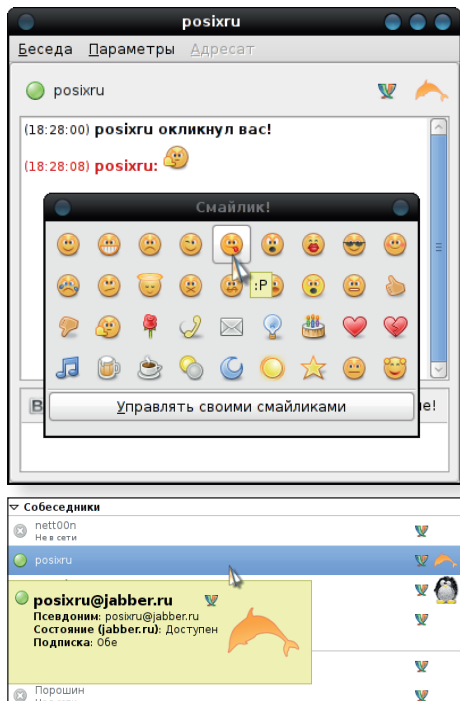 posixru
Беседа Параметры Адресат
posixru
(18:28:00) posixru окликнул вас!
(18:28:08) posixru:
Смайлик!
:P
Управлять своими смайликами
B
е!
Собеседники
nett00n
Не в сети
posixru
posixru@jabber.ru
Псевдоним: posixru@jabber.ru
Состояние (jabber.ru): Доступен
Подписка: Обе
Порошин